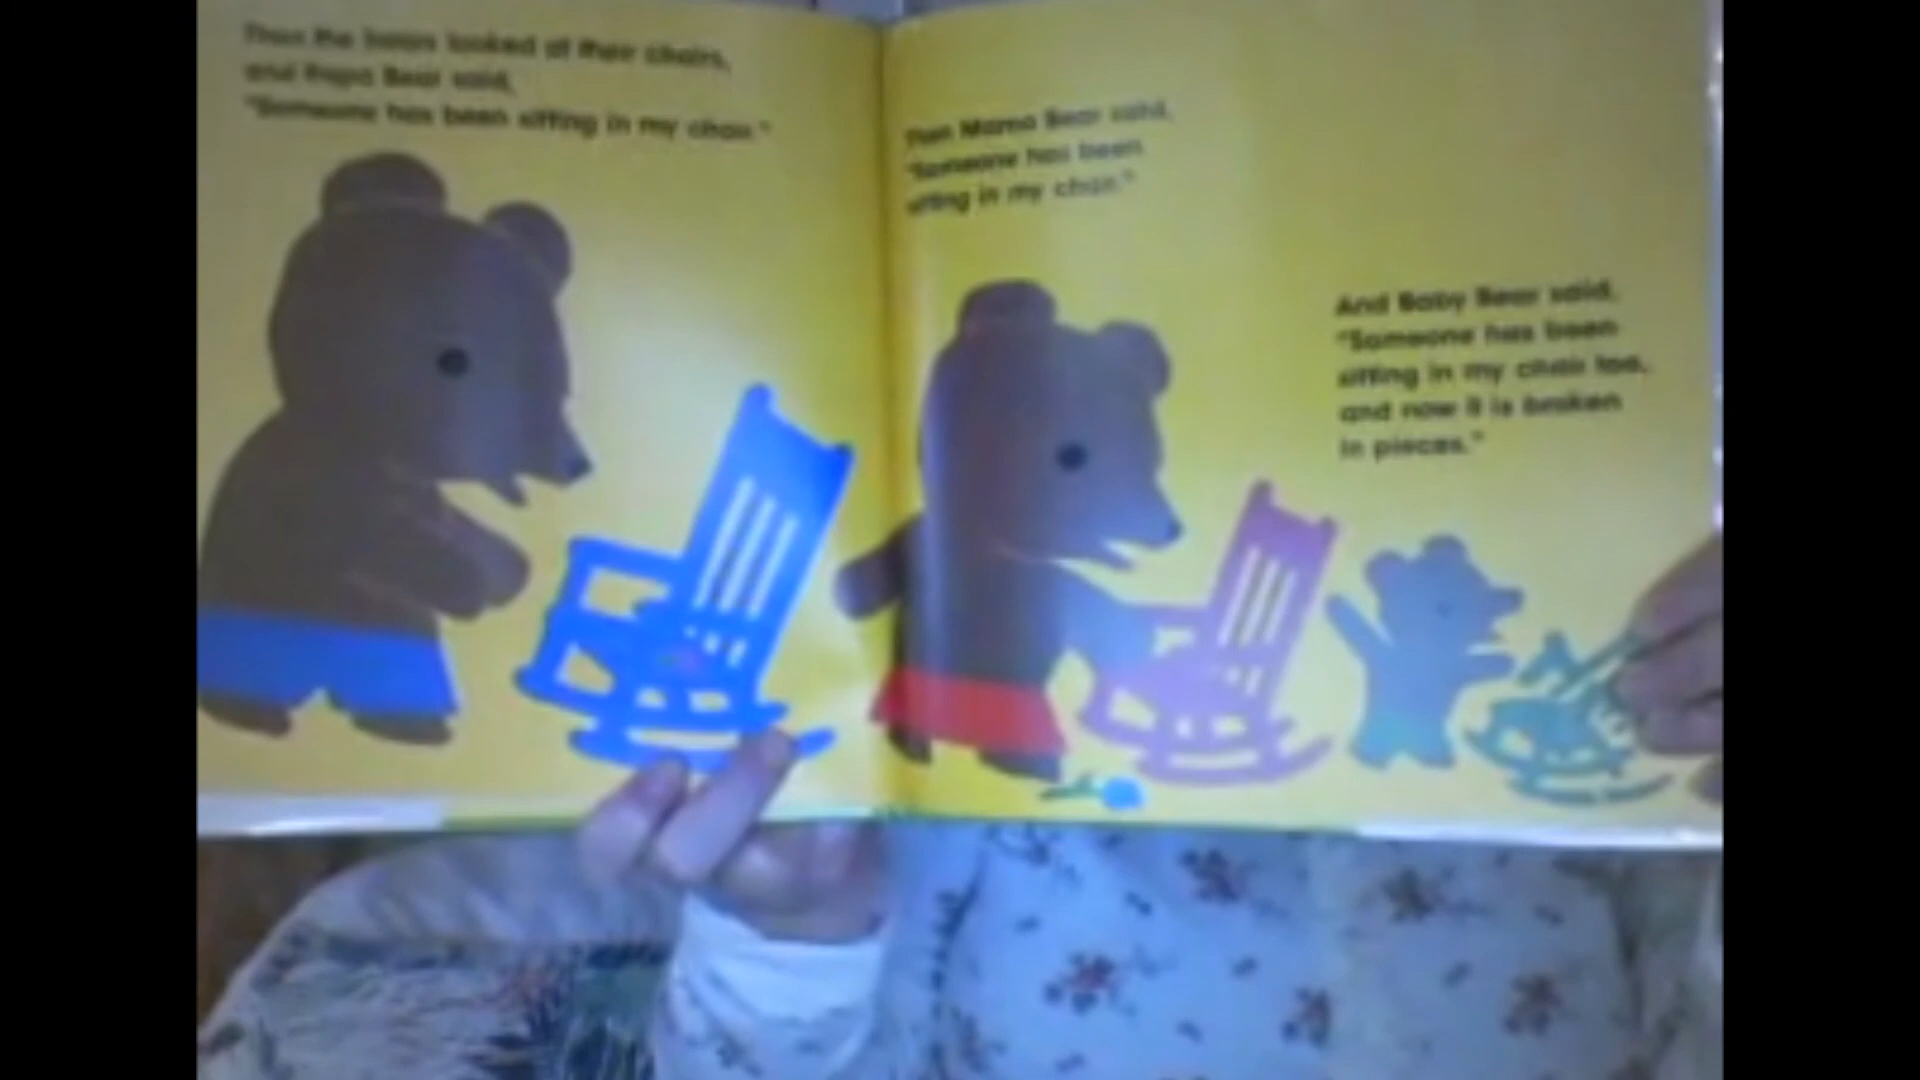 Then the bears looked at their chairs,
and Papa Bear said,
"Someone has been sitting in my chair."
Then Mama Bear said,
"Someone has been
sitting in my chair."
And Baby Bear said,
"Someone has been
sitting in my chair too,
and now it is broken
in pieces."